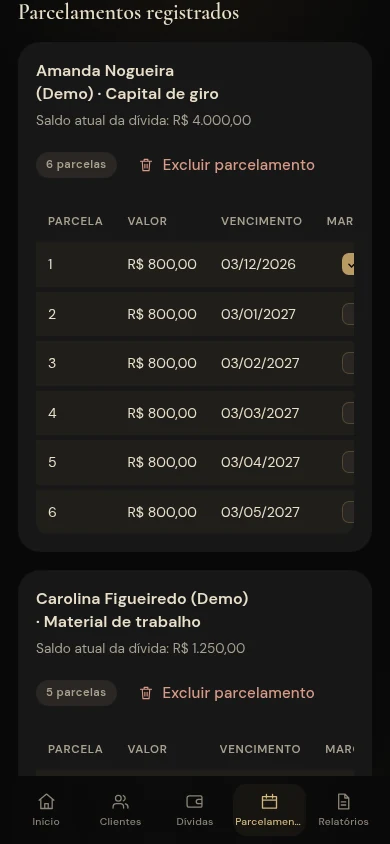 Parcelamentos registrados
Amanda Nogueira
(Demo) · Capital de giro
Saldo atual da dívida: R$ 4.000,00
6 parcelas Excluir parcelamento
PARCELA VALOR VENCIMENTO MAR
1 R$ 800,00 03/12/2026
2 R$ 800,00 03/01/2027
3 R$ 800,00 03/02/2027
4 R$ 800,00 03/03/2027
5 R$ 800,00 03/04/2027
6 R$ 800,00 03/05/2027
Carolina Figueiredo (Demo)
· Material de trabalho
Saldo atual da dívida: R$ 1.250,00
5 parcelas Excluir parcelamento
PARCELA VALOR VENCIMENTO MAR
Início Clientes Dívidas Parcelamen... Relatórios